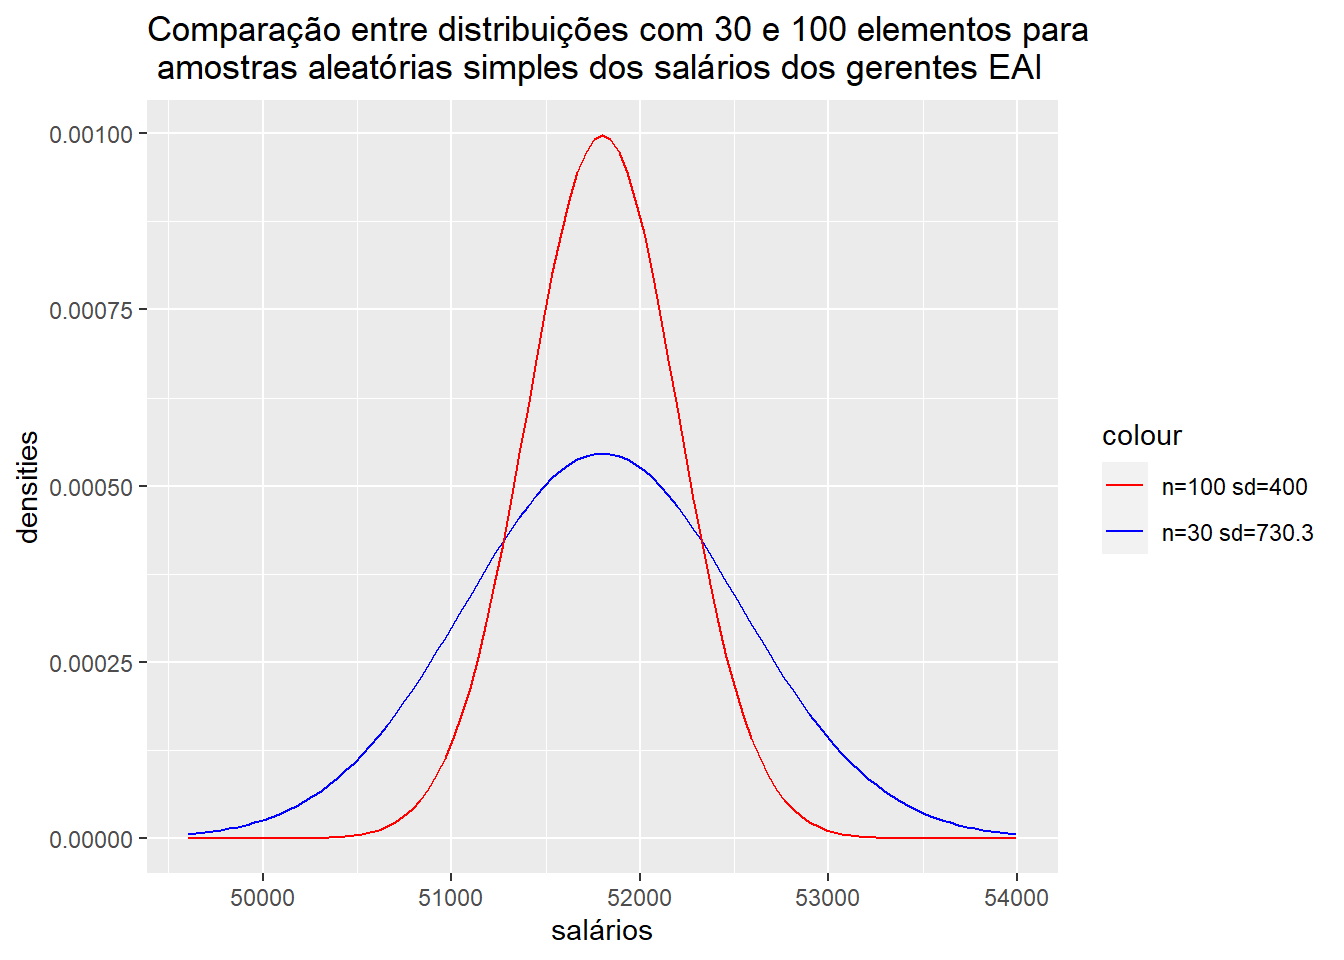 Comparação entre distribuições com 30 e 100 elementos para
amostras aleatórias simples dos salários dos gerentes EAI
0.00100
0.00075
0.00050
0.00025
0.00000
densities
50000 51000 52000 53000 54000
salários
colour
n=100 sd=400
n=30 sd=730.3